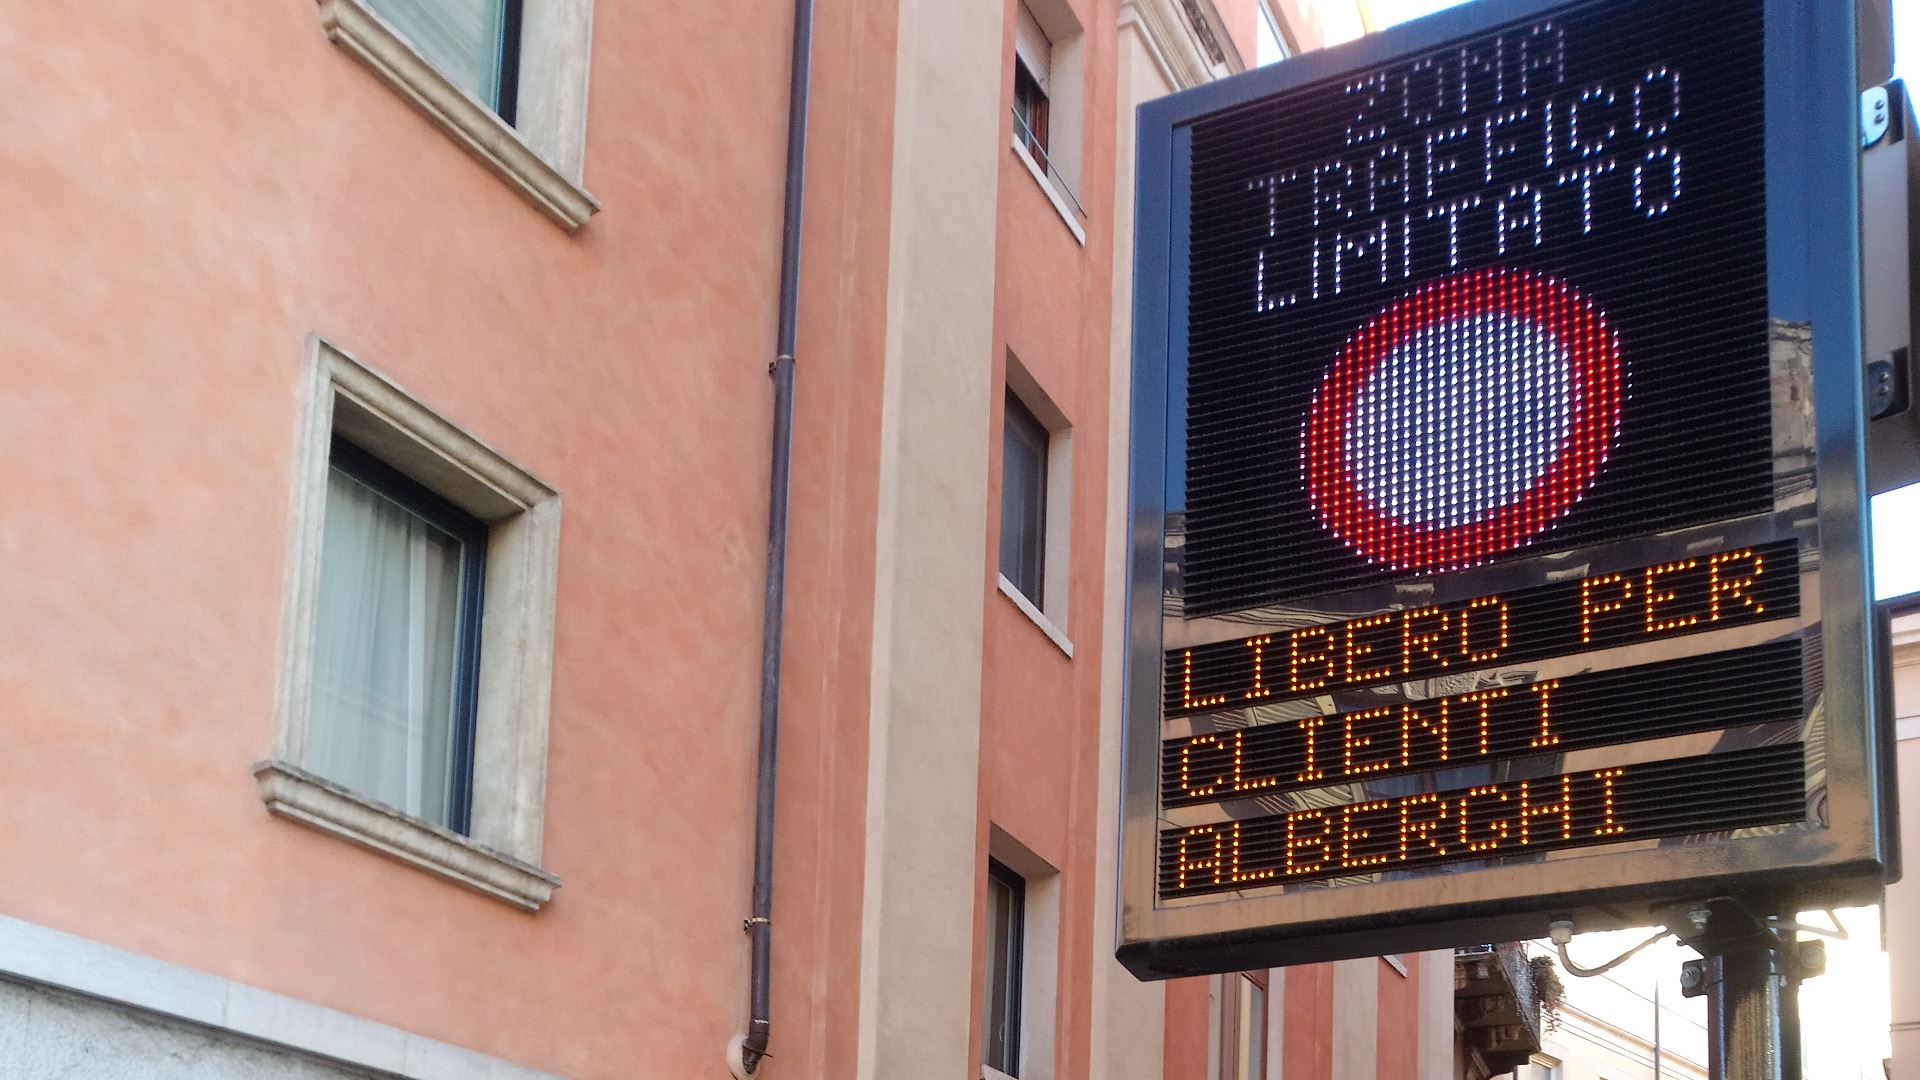 ZONA
TRAFFICO
LIMITATO
LIBERO PER
CLIENTI
ALBERGHI